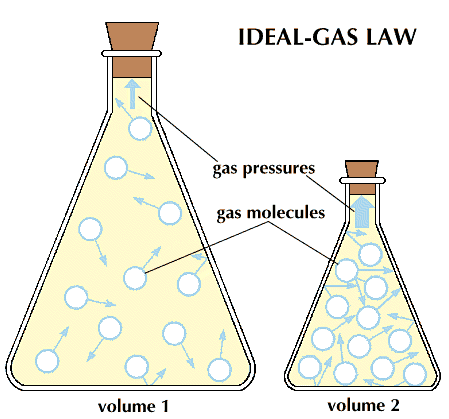 IDEAL-GAS LAW
gas pressures
gas molecules
volume 1
volume 2